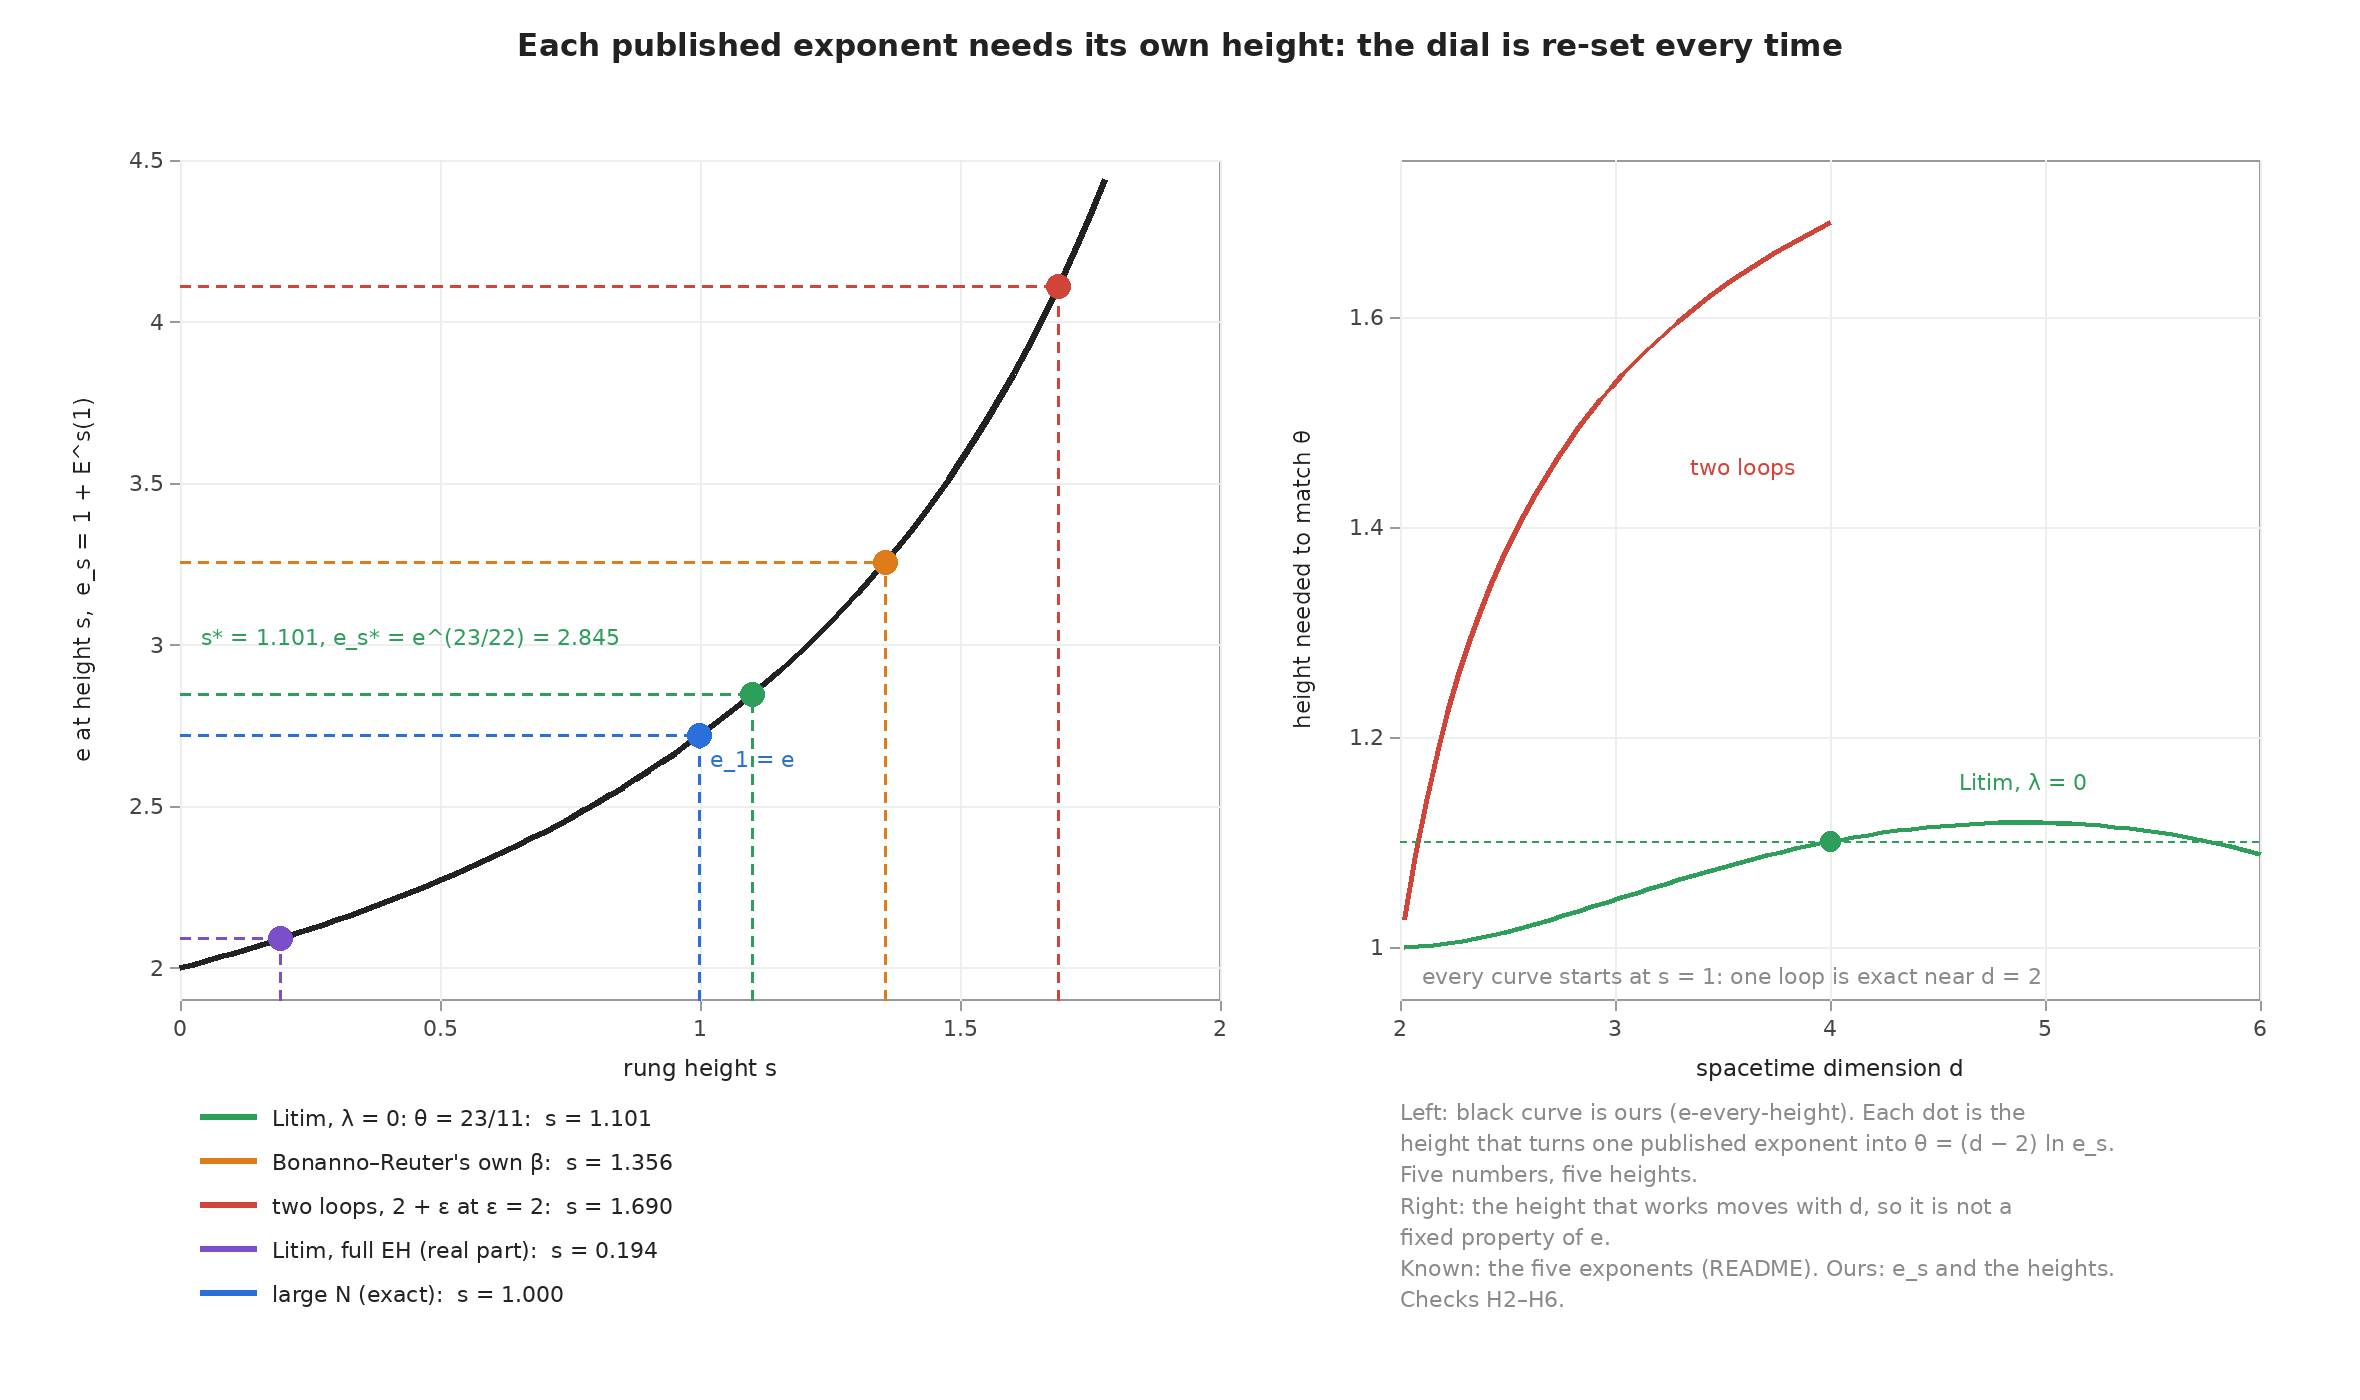 Each published exponent needs its own height: the dial is re-set every time
4.5
4
3.5
3
2.5
2
e at height s,  e_s = 1 + E^s(1)
s* = 1.101, e_s* = e^(23/22) = 2.845
e_1 = e
0
0.5
1
1.5
2
rung height s
Litim, λ = 0: θ = 23/11:  s = 1.101
Bonanno–Reuter's own β:  s = 1.356
two loops, 2 + ε at ε = 2:  s = 1.690
Litim, full EH (real part):  s = 0.194
large N (exact):  s = 1.000
1.6
1.4
1.2
1
height needed to match θ
two loops
Litim, λ = 0
every curve starts at s = 1: one loop is exact near d = 2
2
3
4
5
6
spacetime dimension d
Left: black curve is ours (e-every-height). Each dot is the
height that turns one published exponent into θ = (d − 2) ln e_s.
Five numbers, five heights.
Right: the height that works moves with d, so it is not a
fixed property of e.
Known: the five exponents (README). Ours: e_s and the heights.
Checks H2–H6.